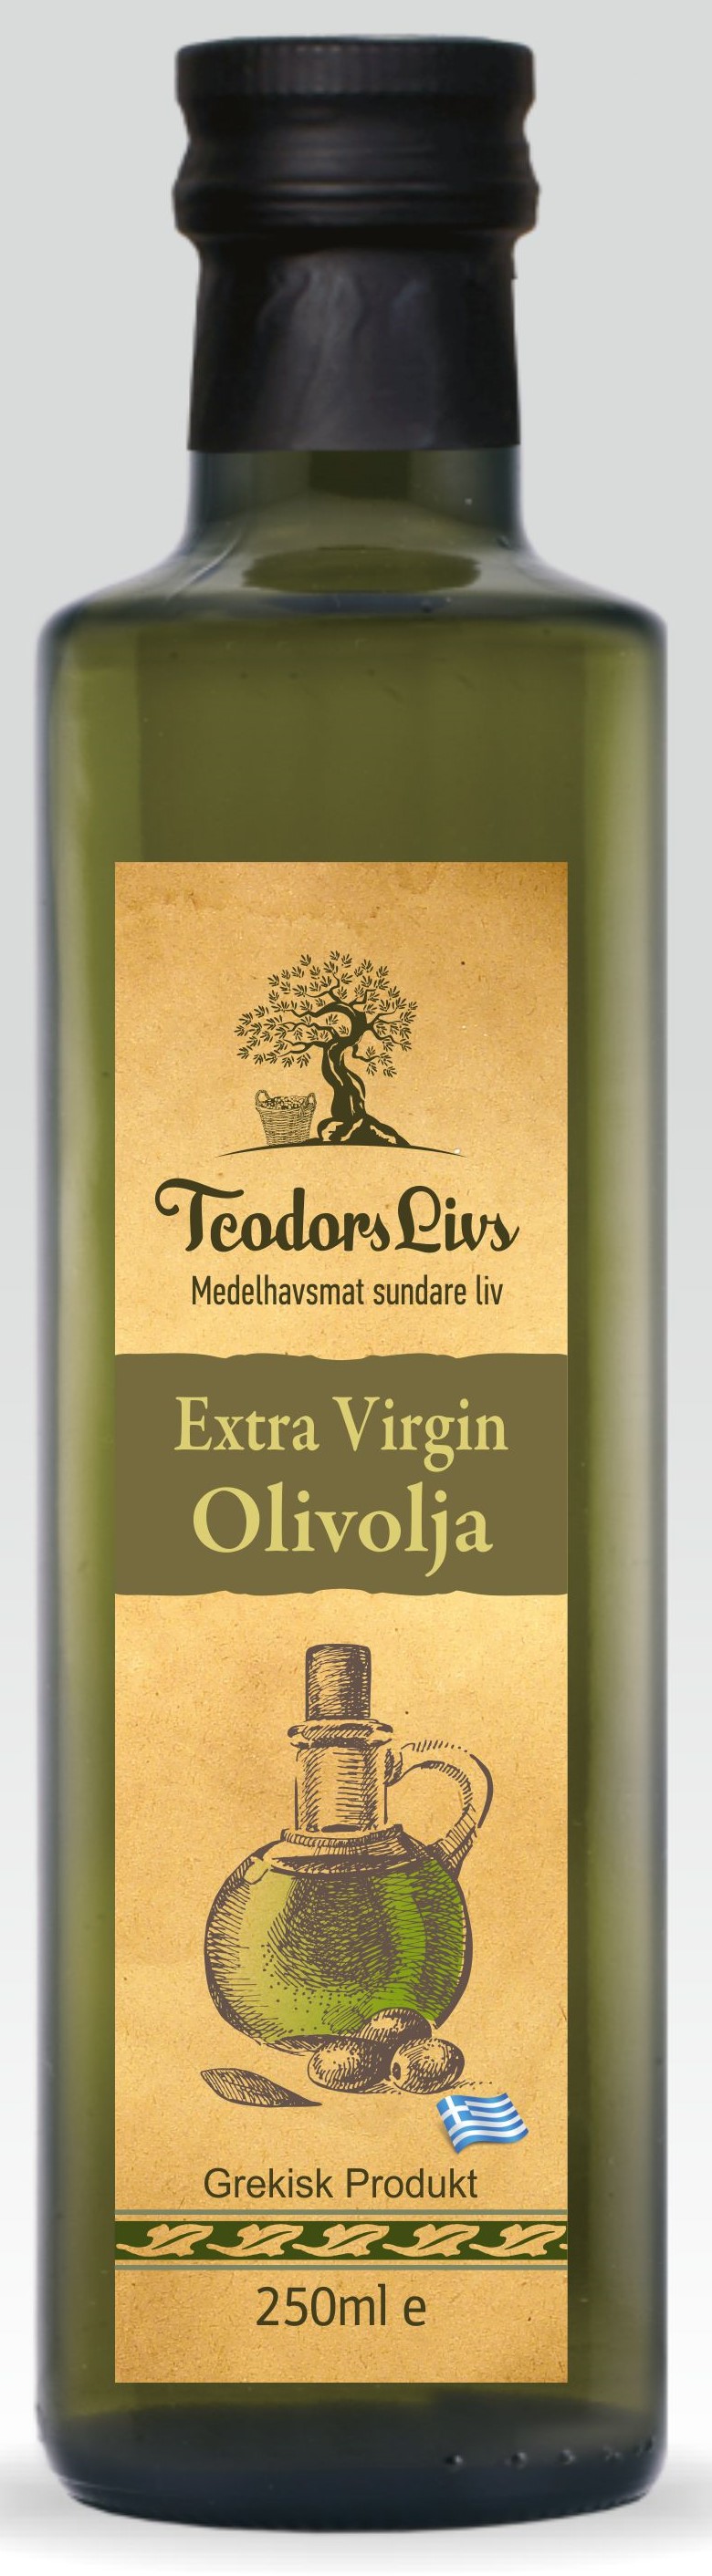 TeodorsLivs
Medelhavsmat sundare liv
Extra Virgin
Olivolja
Grekisk Produkt
250ml e